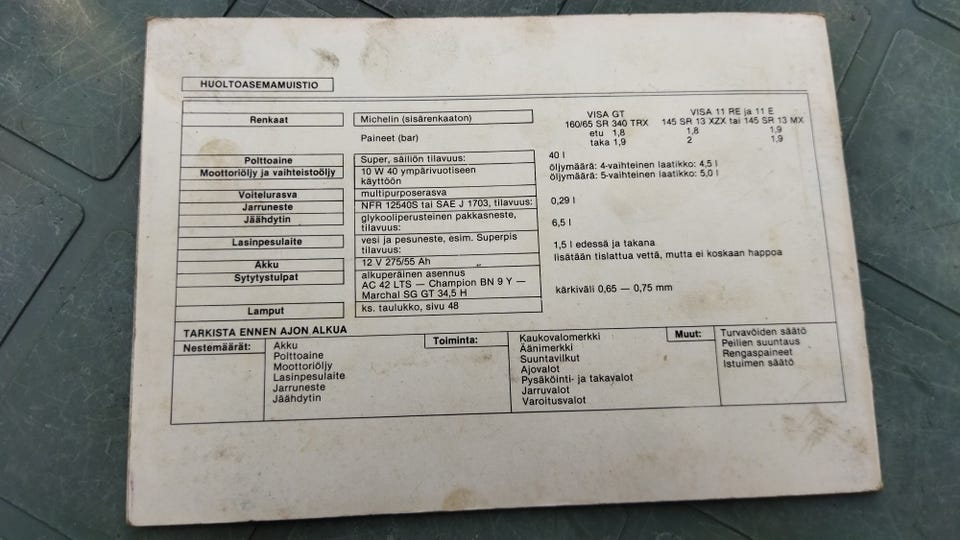 HUOLTOASEMAMUISTIO
VISA GT VISA 11 RE ja 11 E
Renkaat Michelin (sisärenkaaton) 160/65 SR 340 TRX 145 SR 13 XZX tai 145 SR 13 MX
Paineet (bar) etu 1,8 1,8 1,9
taka 1,9 2 1,9
Polttoaine Super, säiliön tilavuus: 40 l
Moottoriöljy ja vaihteistoöljy 10 W 40 ympärivuotiseen öljymäärä: 4-vaihteinen laatikko: 4,5 l
käyttöön öljymäärä: 5-vaihteinen laatikko: 5,0 l
Voitelurasva multipurposerasva
Jarruneste NFR 12540S tai SAE J 1703, tilavuus: 0,29 l
Jäähdytin glykooliperusteinen pakkasneste,
tilavuus: 6,5 l
Lasinpesulaite vesi ja pesuneste, esim. Superpis
tilavuus: 1,5 l edessä ja takana
Akku 12 V 275/55 Ah lisätään tislattua vettä, mutta ei koskaan happoa
Sytytystulpat alkuperäinen asennus
AC 42 LTS — Champion BN 9 Y —
Marchal SG GT 34,5 H kärkiväli 0,65 — 0,75 mm
Lamput ks. taulukko, sivu 48
TARKISTA ENNEN AJON ALKUA
Nestemäärät: Akku
Polttoaine
Moottoriöljy
Lasinpesulaite
Jarruneste
Jäähdytin
Toiminta: Kaukovalomerkki
Äänimerkki
Suuntavilkut
Ajovalot
Pysäköinti- ja takavalot
Jarruvalot
Varoitusvalot
Muut: Turvavöiden säätö
Peilien suuntaus
Rengaspaineet
Istuimen säätö